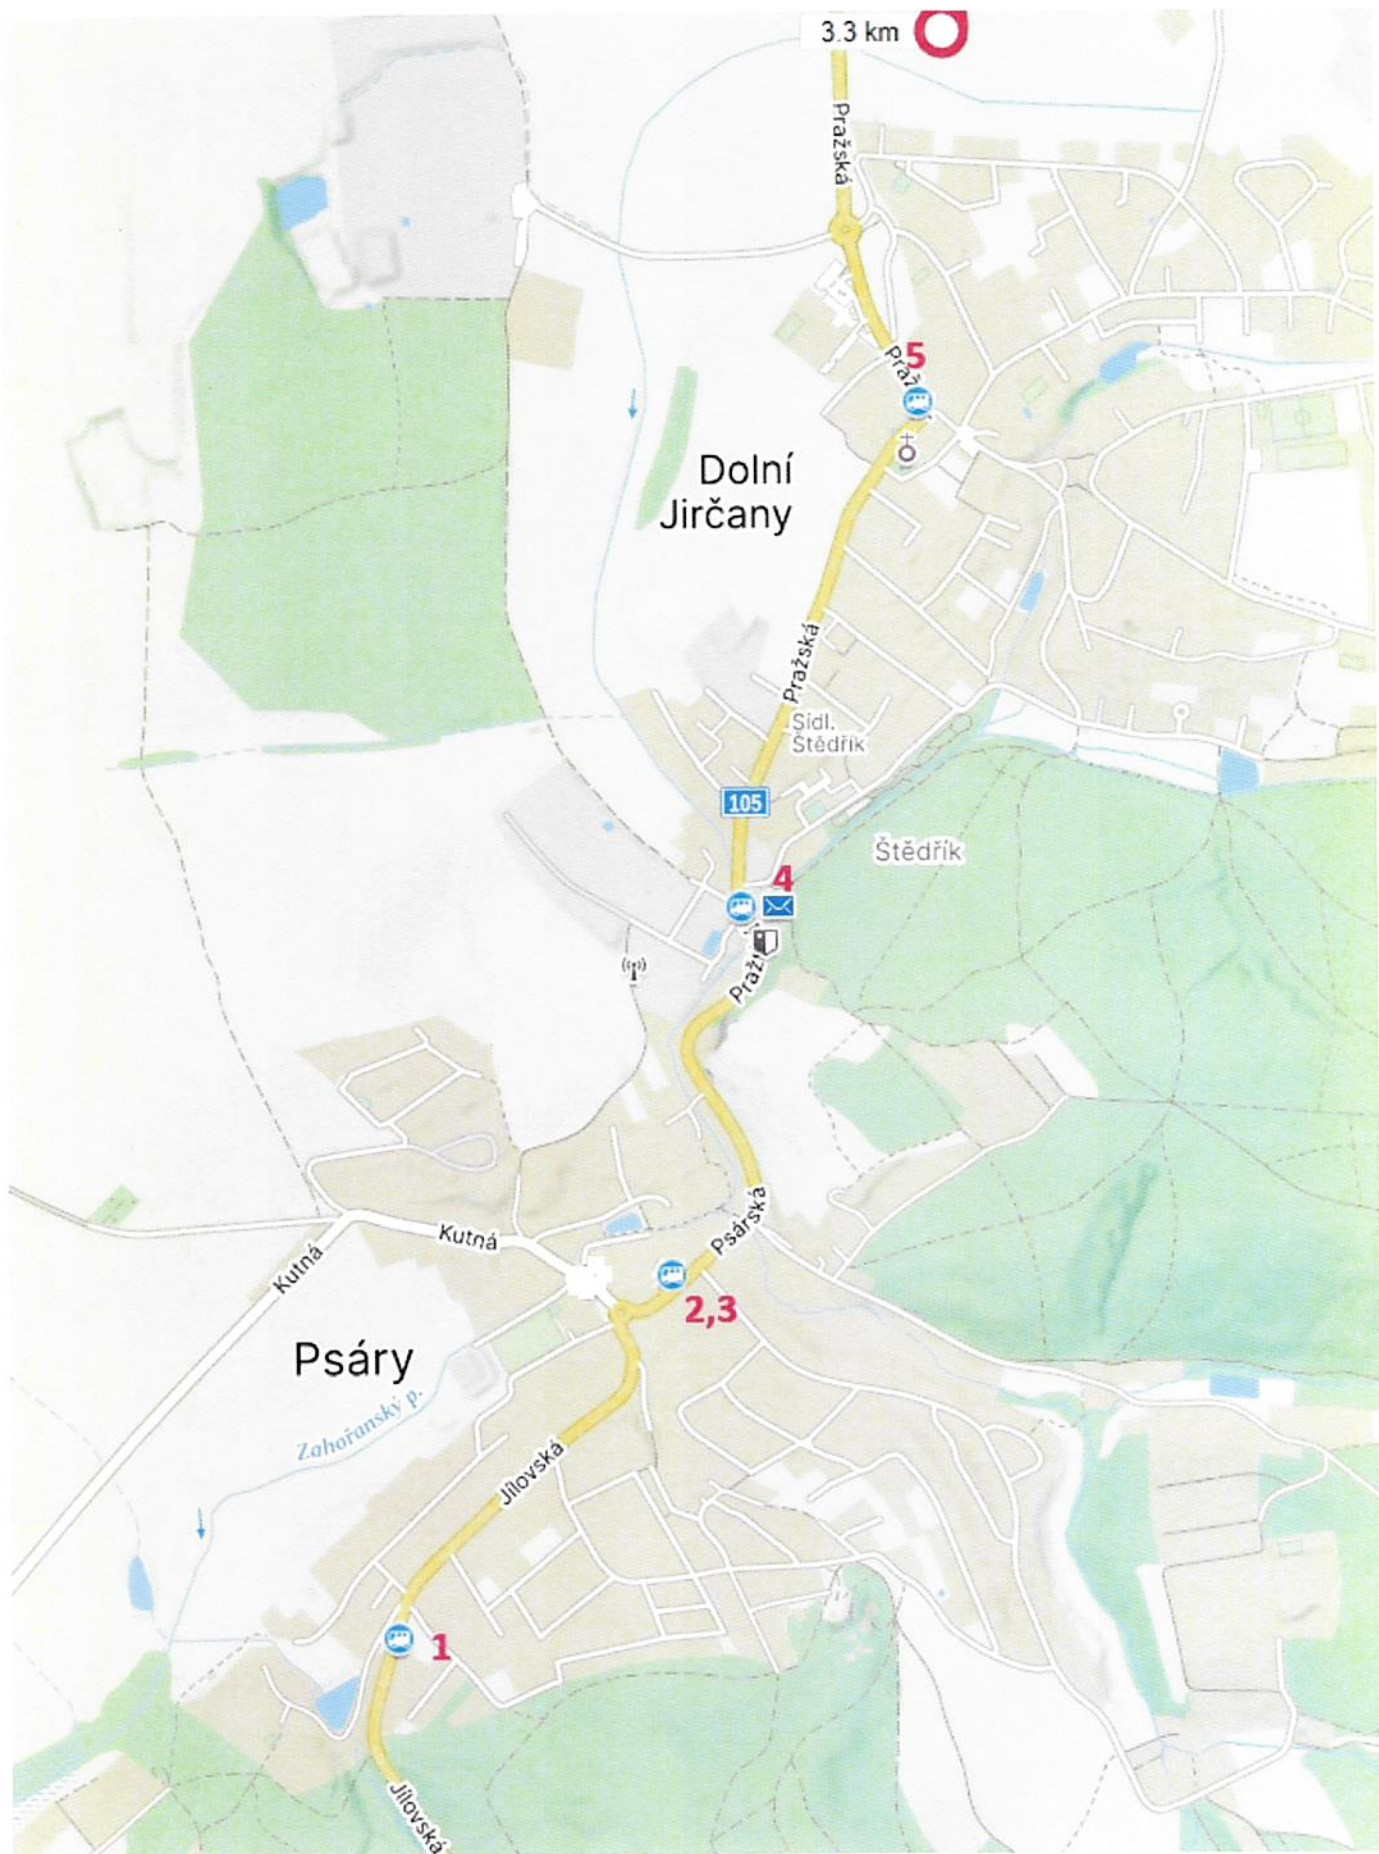 3.3 km
Pražská
5
Praž
Dolní
Jirčany
Pražská
Sídl.
Štědřík
105
Štědřík
4
Praž
Psárská
Kutná
Kutná
2,3
Psáry
Zahořanský p.
Jílovská
1
Jílovská